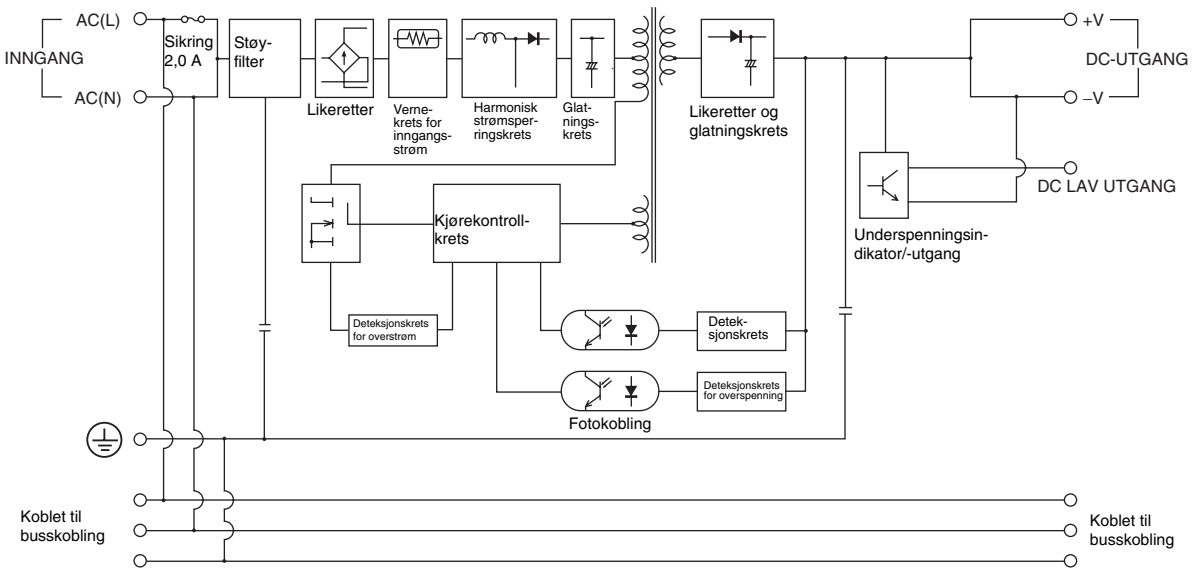 AC(L)
INNGANG
AC(N)
Sikring
2,0 A
Støy-
filter
Likeretter
Verne-
krets for
inngangs-
strøm
Harmonisk
strømsper-
ringskrets
Glat-
nings-
krets
Likeretter og
glatningskrets
+V
DC-UTGANG
–V
DC LAV UTGANG
Underspenningsin-
dikator/-utgang
Kjørekontroll-
krets
Deteksjonskrets
for overstrøm
Detek-
sjonskrets
Deteksjonskrets
for overspenning
Fotokobling
Koblet til
busskobling
Koblet til
busskobling